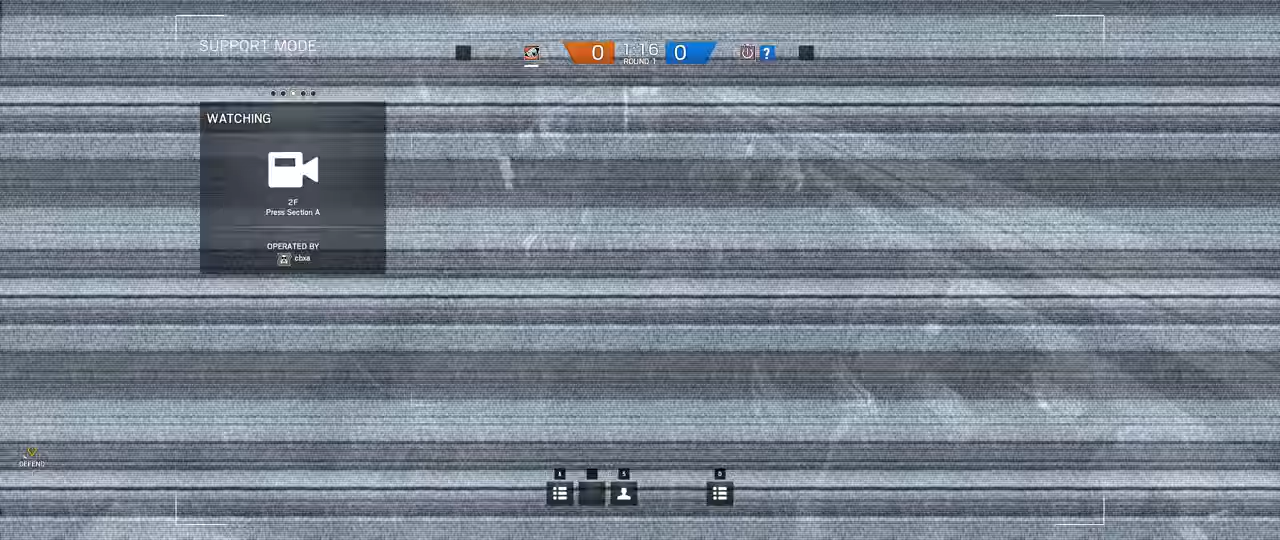 SUPPORT MODE
0 1:16 0 ?
ROUND 1
WATCHING
2F
Press Section A
OPERATED BY
cbxa
DEFEND
A S D